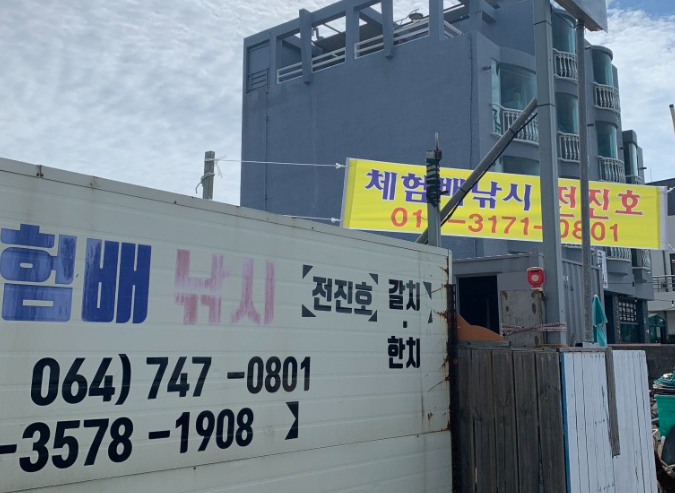 체험배낚시 전진호
01 -3171-0801
험배 낚시 전진호 갈치·한치
064) 747-0801
-3578-1908